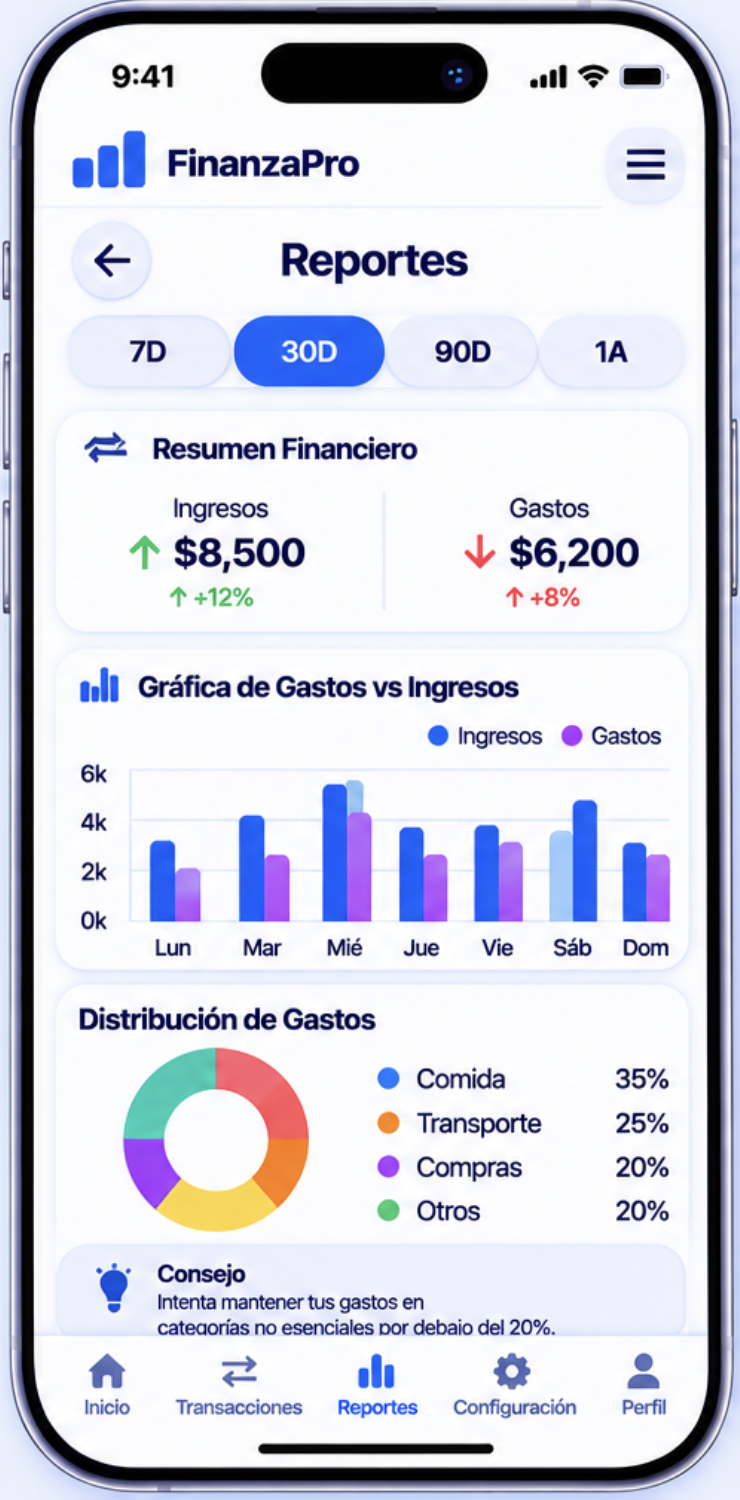 9:41
FinanzaPro
Reportes
7D 30D 90D 1A
Resumen Financiero
Ingresos Gastos
$8,500 $6,200
+12% +8%
Gráfica de Gastos vs Ingresos
Ingresos Gastos
6k
4k
2k
0k
Lun Mar Mié Jue Vie Sáb Dom
Distribución de Gastos
Comida 35%
Transporte 25%
Compras 20%
Otros 20%
Consejo
Intenta mantener tus gastos en
categorías no esenciales por debajo del 20%.
Inicio Transacciones Reportes Configuración Perfil